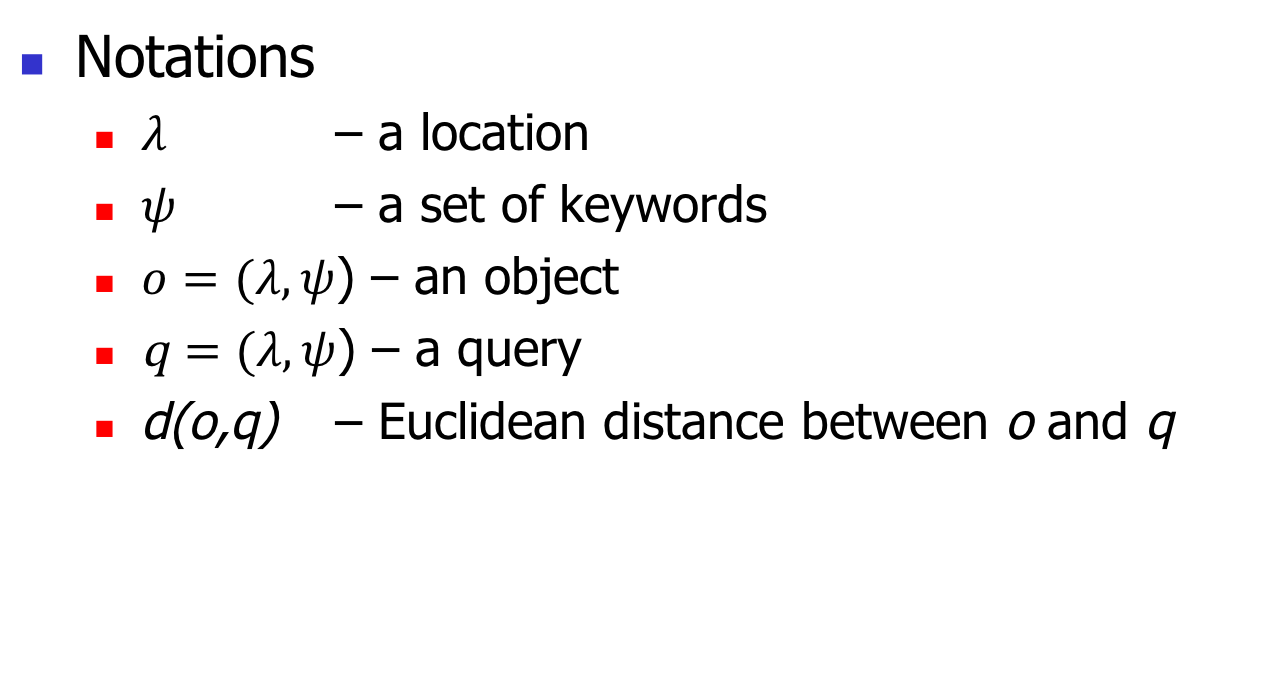 Notations
λ – a location
ψ – a set of keywords
o = (λ, ψ) – an object
q = (λ, ψ) – a query
d(o,q) – Euclidean distance between o and q